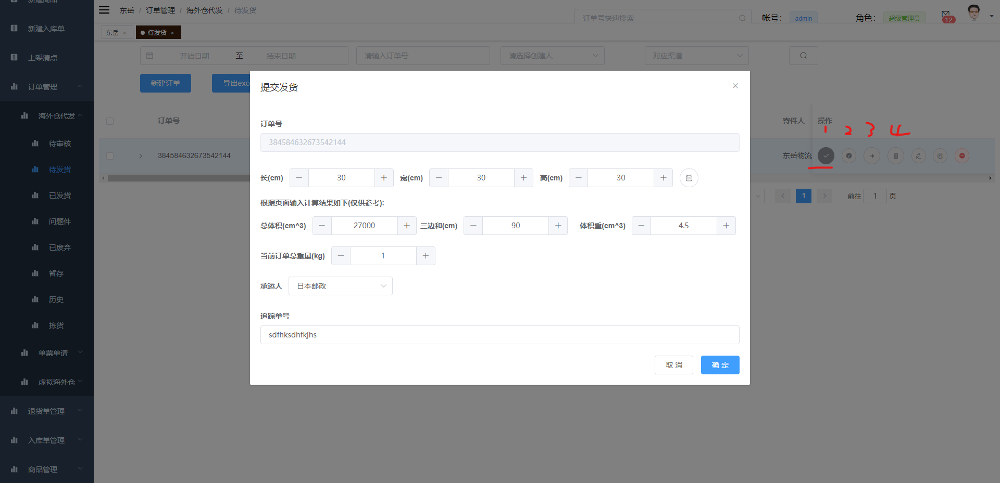 新建商品
新建入库单
上架清点
订单管理
海外仓代发
待审核
待发货
已发货
问题件
已废弃
暂存
历史
拣货
单票单请
虚拟海外仓
退货单管理
入库单管理
商品管理
东岳 / 订单管理 / 海外仓代发 / 待发货
订单号快速搜索
帐号： admin
角色： 超级管理员
12
东岳 ×
待发货 ×
开始日期 至 结束日期
请输入订单号
请选择创建人
对应渠道
新建订单
导出exc
订单号
寄件人
操作
1 2 3 4
384584632673542144
东岳物流
1
前往 1 页
提交发货
订单号
384584632673542144
长(cm) 30 宽(cm) 30 高(cm) 30
根据页面输入计算结果如下(仅供参考):
总体积(cm^3) 27000 三边和(cm) 90 体积重(cm^3) 4.5
当前订单总重量(kg) 1
承运人 日本邮政
追踪单号
sdfhksdhfkjhs
取 消
确 定